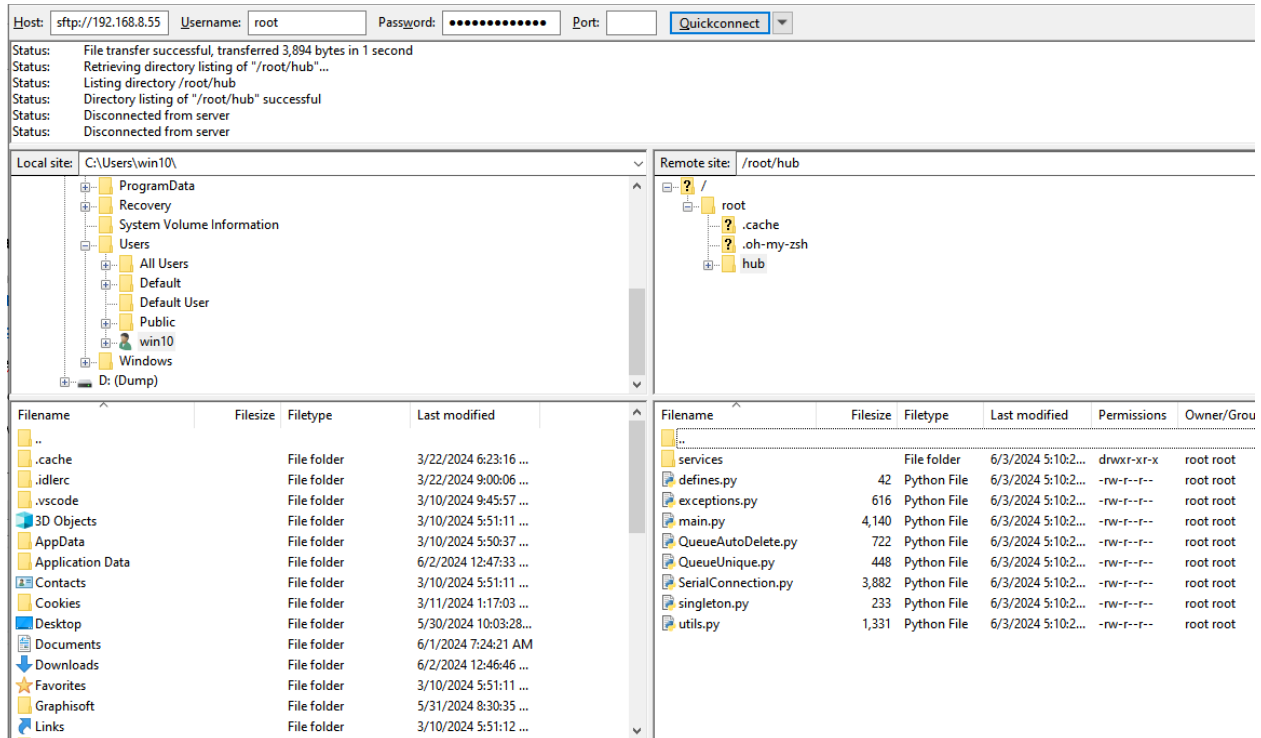 Host: sftp://192.168.8.55 Username: root Password: ●●●●●●●●●●●●● Port: Quickconnect
Status: File transfer successful, transferred 3,894 bytes in 1 second
Status: Retrieving directory listing of "/root/hub"...
Status: Listing directory /root/hub
Status: Directory listing of "/root/hub" successful
Status: Disconnected from server
Status: Disconnected from server
Local site: C:\Users\win10\
ProgramData
Recovery
System Volume Information
Users
All Users
Default
Default User
Public
win10
Windows
D: (Dump)
Remote site: /root/hub
/
root
.cache
.oh-my-zsh
hub
Filename Filesize Filetype Last modified
..
.cache File folder 3/22/2024 6:23:16 ...
.idlerc File folder 3/22/2024 9:00:06 ...
.vscode File folder 3/10/2024 9:45:57 ...
3D Objects File folder 3/10/2024 5:51:11 ...
AppData File folder 3/10/2024 5:50:37 ...
Application Data File folder 6/2/2024 12:47:33 ...
Contacts File folder 3/10/2024 5:51:11 ...
Cookies File folder 3/11/2024 1:17:03 ...
Desktop File folder 5/30/2024 10:03:28...
Documents File folder 6/1/2024 7:24:21 AM
Downloads File folder 6/2/2024 12:46:46 ...
Favorites File folder 3/10/2024 5:51:11 ...
Graphisoft File folder 5/31/2024 8:30:35 ...
Links File folder 3/10/2024 5:51:12 ...
Filename Filesize Filetype Last modified Permissions Owner/Grou
..
services File folder 6/3/2024 5:10:2... drwxr-xr-x root root
defines.py 42 Python File 6/3/2024 5:10:2... -rw-r--r-- root root
exceptions.py 616 Python File 6/3/2024 5:10:2... -rw-r--r-- root root
main.py 4,140 Python File 6/3/2024 5:10:2... -rw-r--r-- root root
QueueAutoDelete.py 722 Python File 6/3/2024 5:10:2... -rw-r--r-- root root
QueueUnique.py 448 Python File 6/3/2024 5:10:2... -rw-r--r-- root root
SerialConnection.py 3,882 Python File 6/3/2024 5:10:2... -rw-r--r-- root root
singleton.py 233 Python File 6/3/2024 5:10:2... -rw-r--r-- root root
utils.py 1,331 Python File 6/3/2024 5:10:2... -rw-r--r-- root root